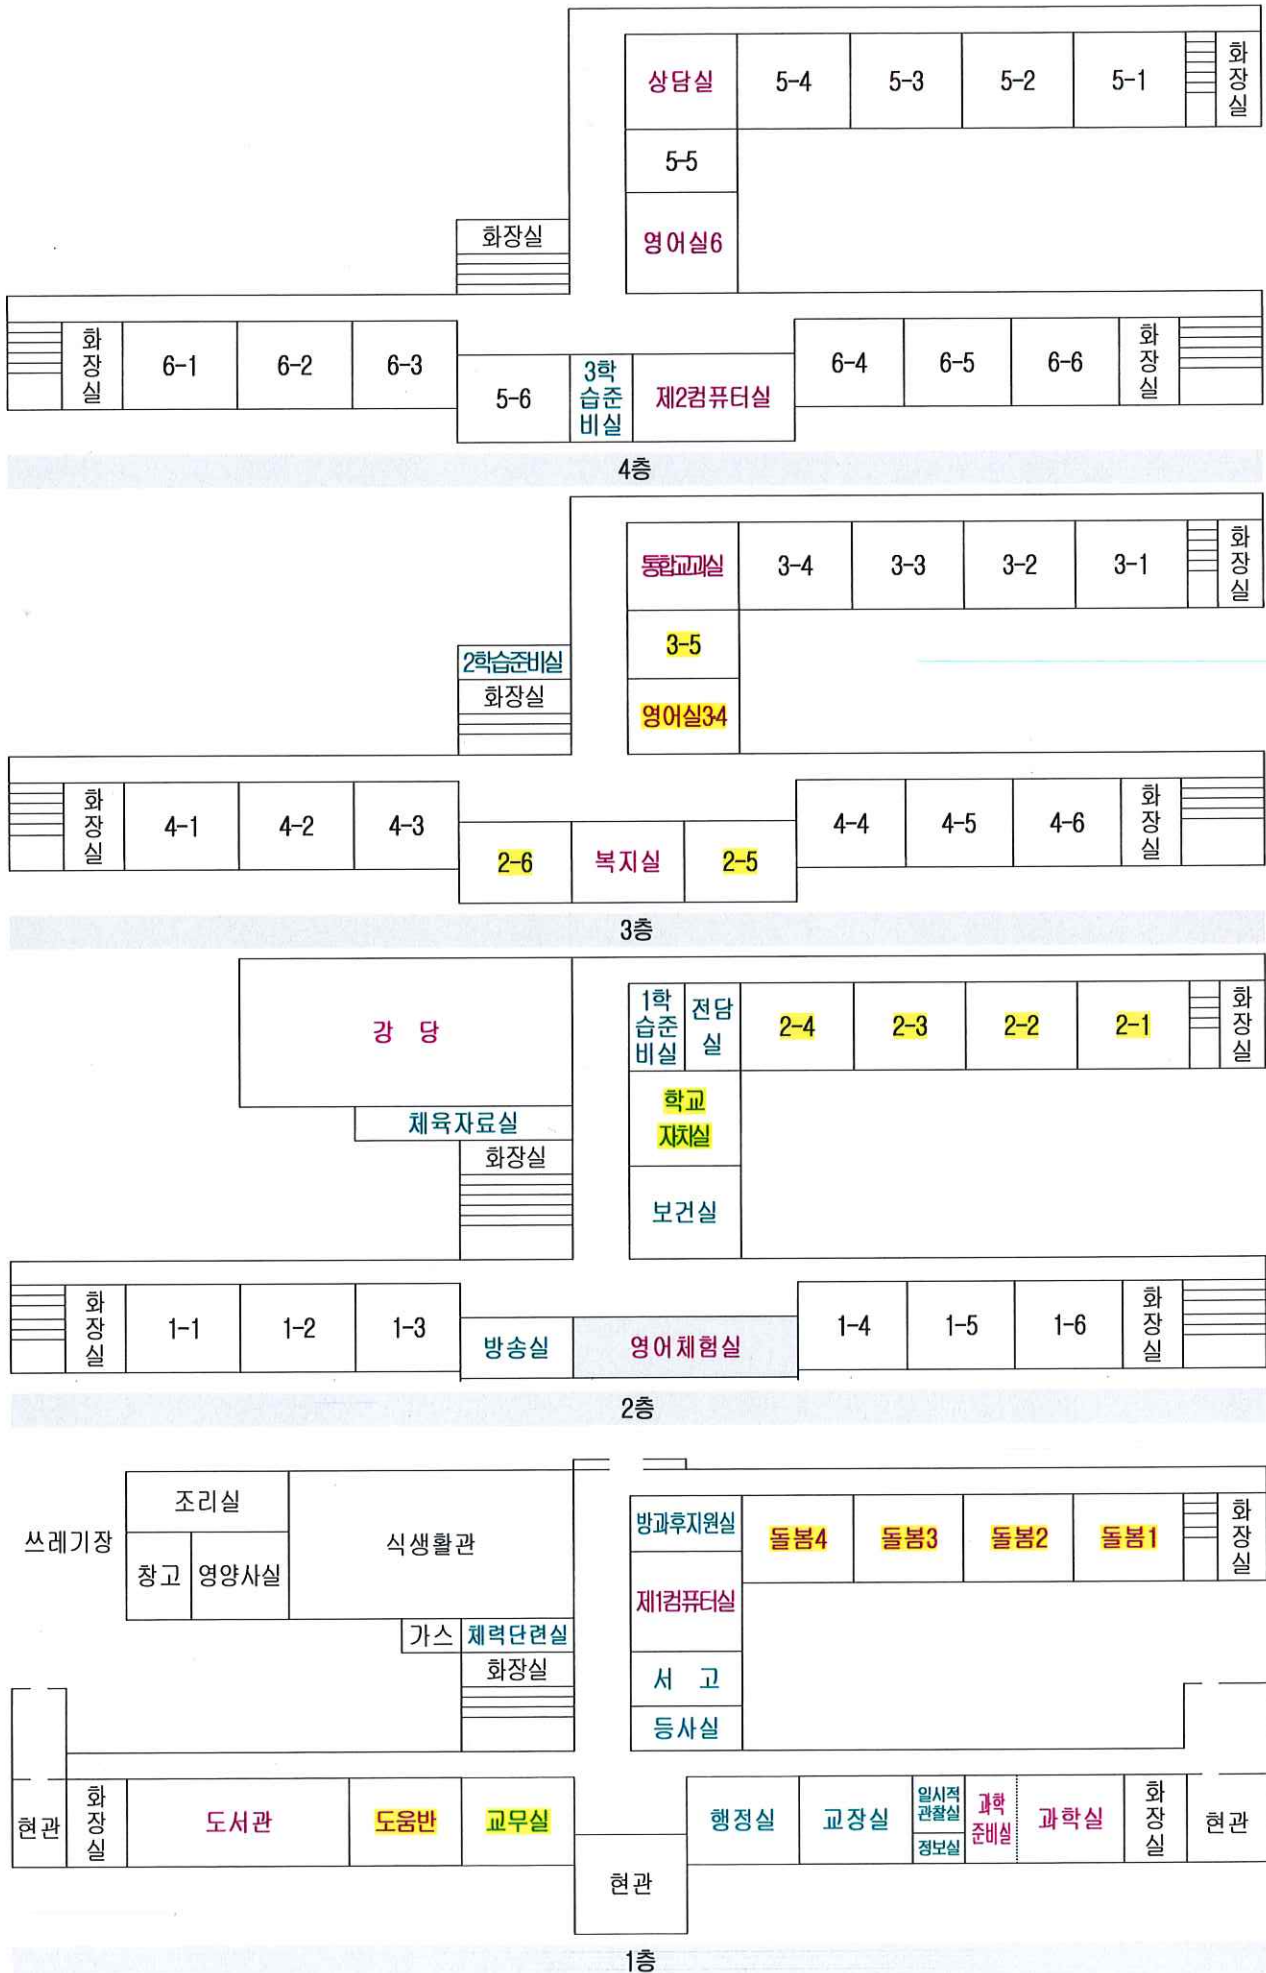 상담실 5-4 5-3 5-2 5-1 화장실
5-5
영어실6
화장실
화장실 6-1 6-2 6-3
5-6
3학
습준
비실
제2컴퓨터실
6-4 6-5 6-6 화장실
4층
통합교과실 3-4 3-3 3-2 3-1 화장실
3-5
영어실3-4
2학습준비실
화장실
화장실 4-1 4-2 4-3
2-6 복지실 2-5
4-4 4-5 4-6 화장실
3층
강 당
체육자료실
화장실
1학
습준
비실
전담
실
2-4 2-3 2-2 2-1 화장실
학교
자치실
보건실
화장실 1-1 1-2 1-3
방송실 영어체험실
1-4 1-5 1-6 화장실
2층
쓰레기장
조리실
창고 영양사실
식생활관
가스 체력단련실
화장실
방과후지원실 돌봄4 돌봄3 돌봄2 돌봄1 화장실
제1컴퓨터실
서 고
등사실
현관 화장실 도서관 도움반 교무실
현관
행정실 교장실
일시적
관찰실
정보실
과학
준비실
과학실 화장실 현관
1층